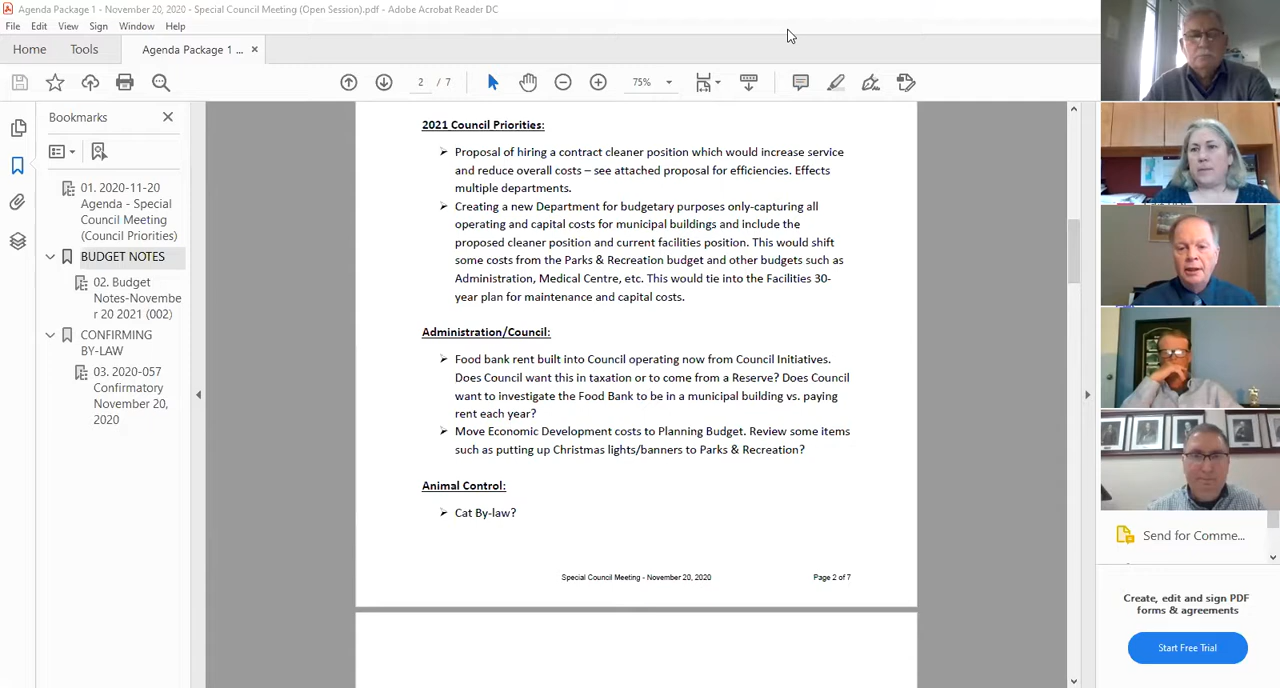 Agenda Package 1 - November 20, 2020 - Special Council Meeting (Open Session).pdf - Adobe Acrobat Reader DC
File Edit View Sign Window Help
Home Tools Agenda Package 1 ... ×
2 / 7 75%
Bookmarks ×
01. 2020-11-20
Agenda - Special
Council Meeting
(Council Priorities)
BUDGET NOTES
02. Budget
Notes-Novembe
r 20 2021 (002)
CONFIRMING
BY-LAW
03. 2020-057
Confirmatory
November 20,
2020
2021 Council Priorities:
➢ Proposal of hiring a contract cleaner position which would increase service
and reduce overall costs – see attached proposal for efficiencies. Effects
multiple departments.
➢ Creating a new Department for budgetary purposes only-capturing all
operating and capital costs for municipal buildings and include the
proposed cleaner position and current facilities position. This would shift
some costs from the Parks & Recreation budget and other budgets such as
Administration, Medical Centre, etc. This would tie into the Facilities 30-
year plan for maintenance and capital costs.
Administration/Council:
➢ Food bank rent built into Council operating now from Council Initiatives.
Does Council want this in taxation or to come from a Reserve? Does Council
want to investigate the Food Bank to be in a municipal building vs. paying
rent each year?
➢ Move Economic Development costs to Planning Budget. Review some items
such as putting up Christmas lights/banners to Parks & Recreation?
Animal Control:
➢ Cat By-law?
Special Council Meeting - November 20, 2020 Page 2 of 7
Send for Comme...
Create, edit and sign PDF
forms & agreements
Start Free Trial